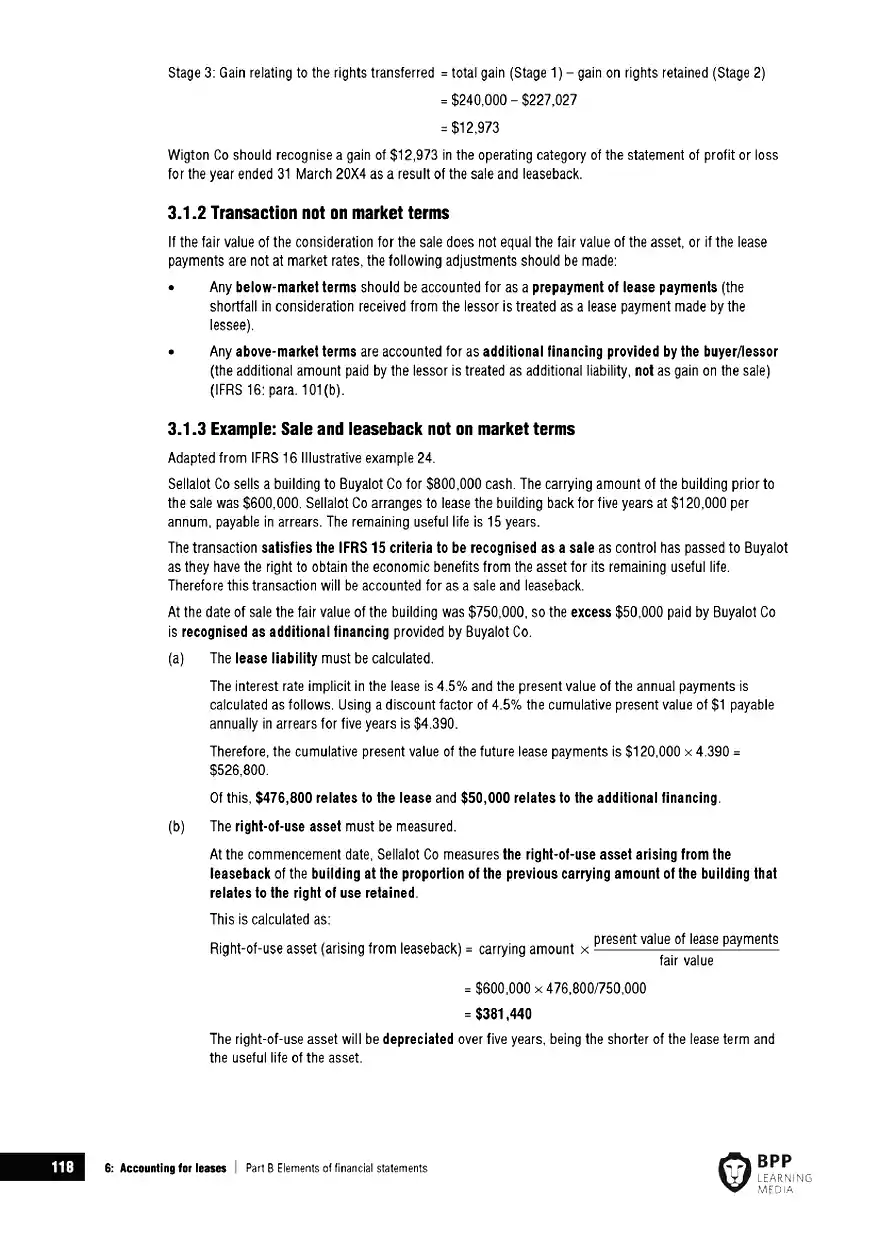 Stage 3: Gain relating to the rights transferred = total gain (Stage 1) – gain on rights retained (Stage 2)
= $240,000 – $227,027
= $12,973
Wigton Co should recognise a gain of $12,973 in the operating category of the statement of profit or loss
for the year ended 31 March 20X4 as a result of the sale and leaseback.
3.1.2 Transaction not on market terms
If the fair value of the consideration for the sale does not equal the fair value of the asset, or if the lease
payments are not at market rates, the following adjustments should be made:
• Any below-market terms should be accounted for as a prepayment of lease payments (the
shortfall in consideration received from the lessor is treated as a lease payment made by the
lessee).
• Any above-market terms are accounted for as additional financing provided by the buyer/lessor
(the additional amount paid by the lessor is treated as additional liability, not as gain on the sale)
(IFRS 16: para. 101(b).
3.1.3 Example: Sale and leaseback not on market terms
Adapted from IFRS 16 Illustrative example 24.
Sellalot Co sells a building to Buyalot Co for $800,000 cash. The carrying amount of the building prior to
the sale was $600,000. Sellalot Co arranges to lease the building back for five years at $120,000 per
annum, payable in arrears. The remaining useful life is 15 years.
The transaction satisfies the IFRS 15 criteria to be recognised as a sale as control has passed to Buyalot
as they have the right to obtain the economic benefits from the asset for its remaining useful life.
Therefore this transaction will be accounted for as a sale and leaseback.
At the date of sale the fair value of the building was $750,000, so the excess $50,000 paid by Buyalot Co
is recognised as additional financing provided by Buyalot Co.
(a) The lease liability must be calculated.
The interest rate implicit in the lease is 4.5% and the present value of the annual payments is
calculated as follows. Using a discount factor of 4.5% the cumulative present value of $1 payable
annually in arrears for five years is $4.390.
Therefore, the cumulative present value of the future lease payments is $120,000 × 4.390 =
$526,800.
Of this, $476,800 relates to the lease and $50,000 relates to the additional financing.
(b) The right-of-use asset must be measured.
At the commencement date, Sellalot Co measures the right-of-use asset arising from the
leaseback of the building at the proportion of the previous carrying amount of the building that
relates to the right of use retained.
This is calculated as:
Right-of-use asset (arising from leaseback) = carrying amount × present value of lease payments
fair value
= $600,000 × 476,800/750,000
= $381,440
The right-of-use asset will be depreciated over five years, being the shorter of the lease term and
the useful life of the asset.
118 6: Accounting for leases | Part B Elements of financial statements
BPP
LEARNING
MEDIA